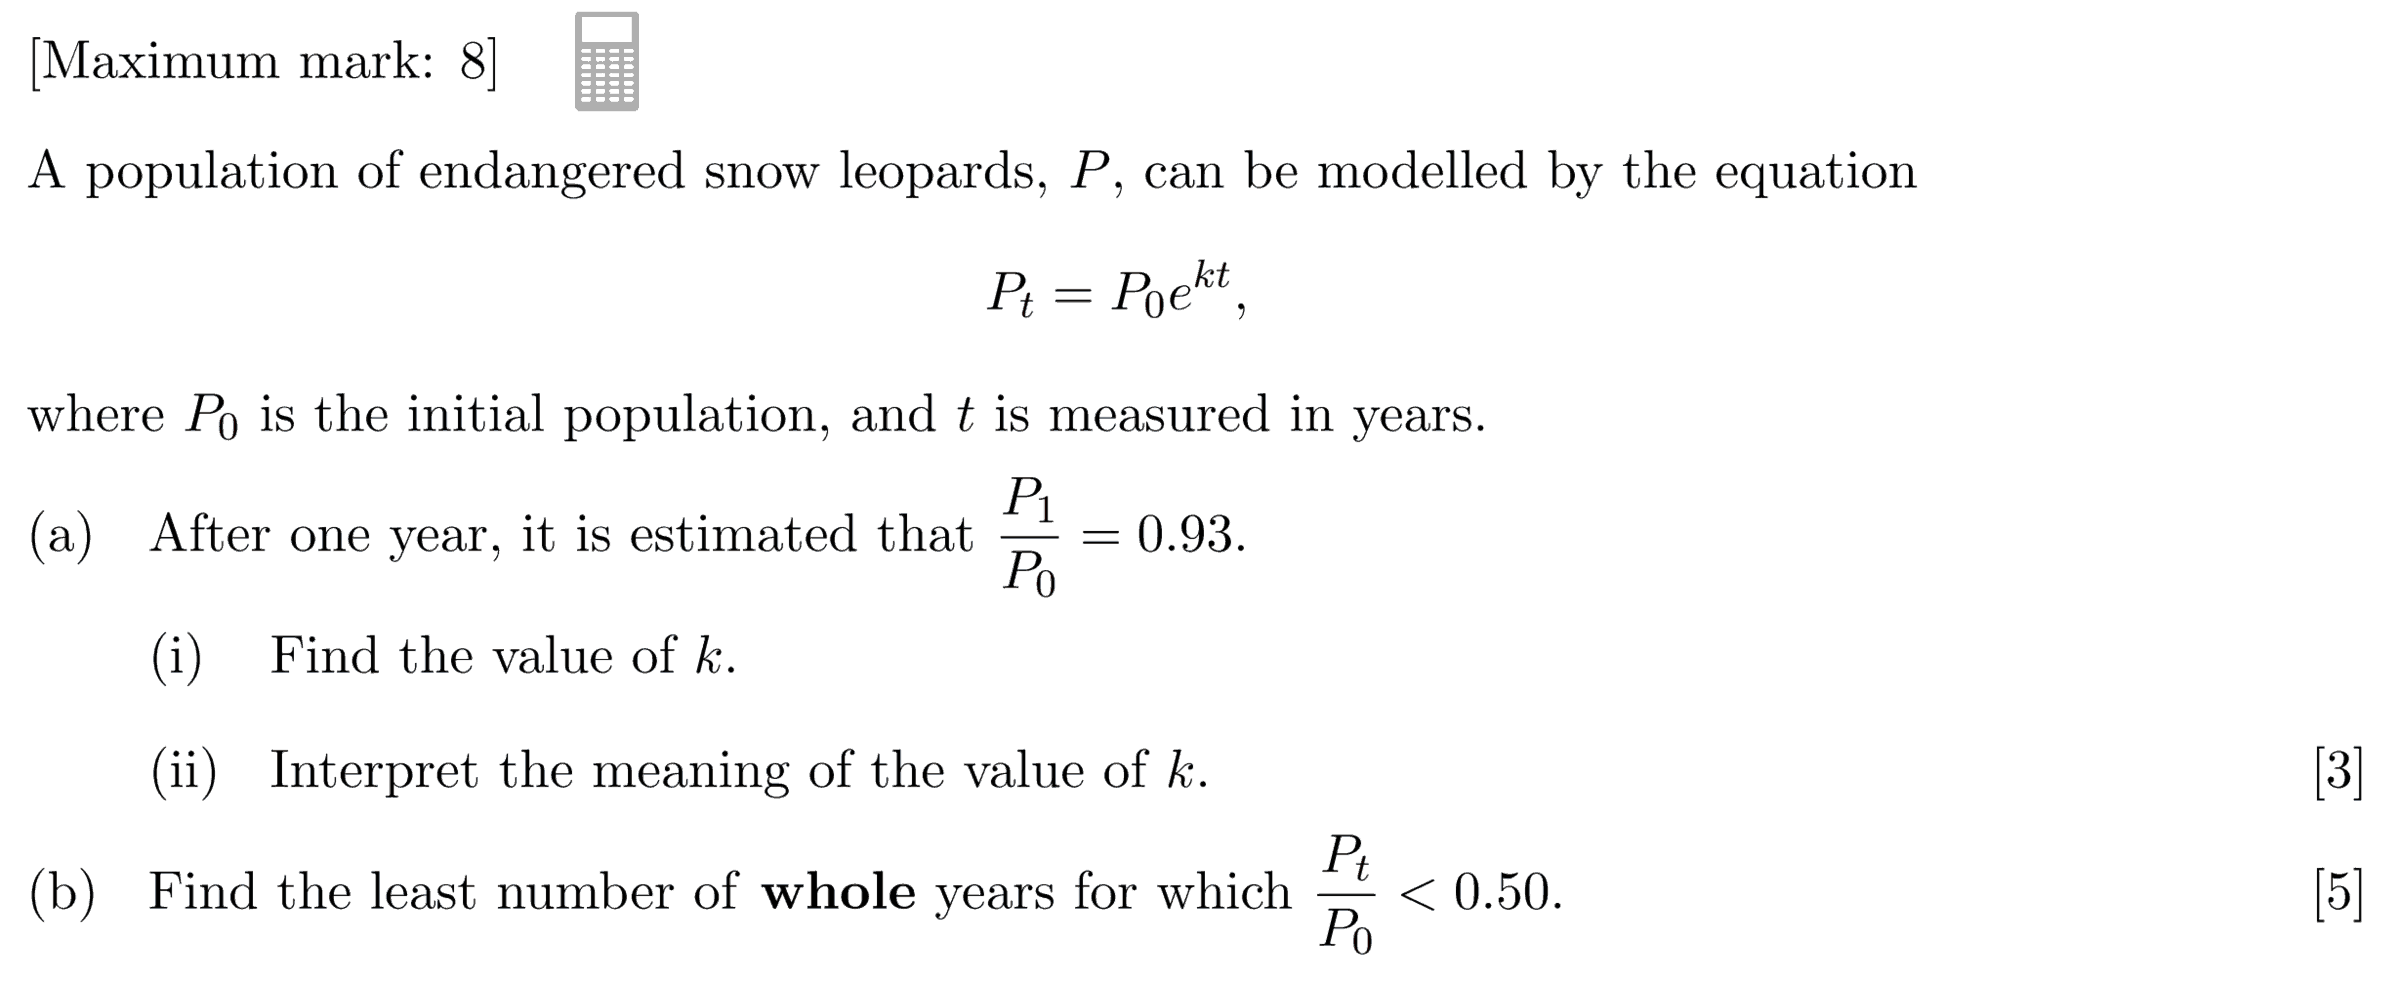 [Maximum mark: 8]
A population of endangered snow leopards, P, can be modelled by the equation
P_t = P_0 e^{kt},
where P_0 is the initial population, and t is measured in years.
(a) After one year, it is estimated that \frac{P_1}{P_0} = 0.93.
(i) Find the value of k.
(ii) Interpret the meaning of the value of k. [3]
(b) Find the least number of whole years for which \frac{P_t}{P_0} < 0.50. [5]